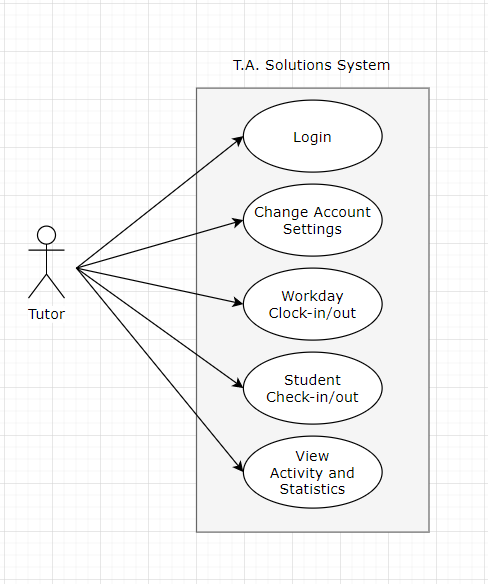 T.A. Solutions System
Login
Change Account
Settings
Workday
Clock-in/out
Tutor
Student
Check-in/out
View
Activity and
Statistics